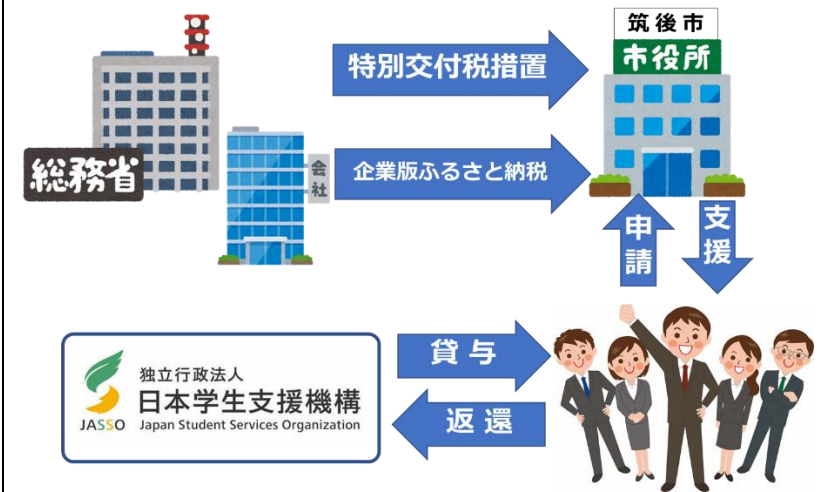 筑後市
市役所
特別交付税措置
総務省
会社
企業版ふるさと納税
申請
支援
貸与
返還
独立行政法人
日本学生支援機構
JASSO Japan Student Services Organization